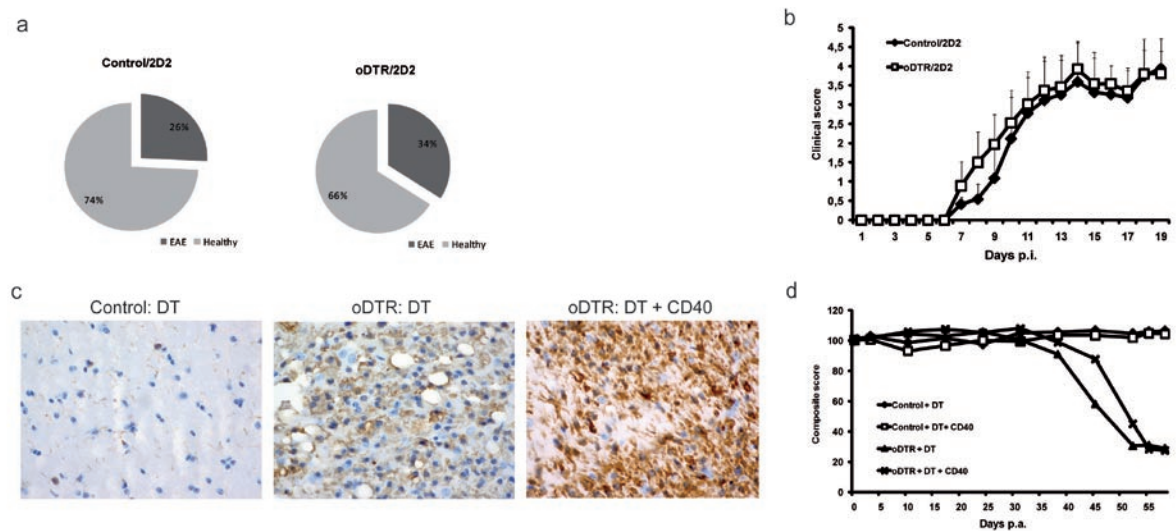 a
Control/2D2
26%
74%
EAE Healthy
oDTR/2D2
34%
66%
EAE Healthy
b
Clinical score
5
4,5
4
3,5
3
2,5
2
1,5
1
0,5
0
Control/2D2
oDTR/2D2
1 3 5 7 9 11 13 15 17 19
Days p.i.
c
Control: DT
oDTR: DT
oDTR: DT + CD40
d
Composite score
120
100
80
60
40
20
0
Control + DT
Control + DT+ CD40
oDTR + DT
oDTR + DT + CD40
0 5 10 15 20 25 30 35 40 45 50 55
Days p.a.